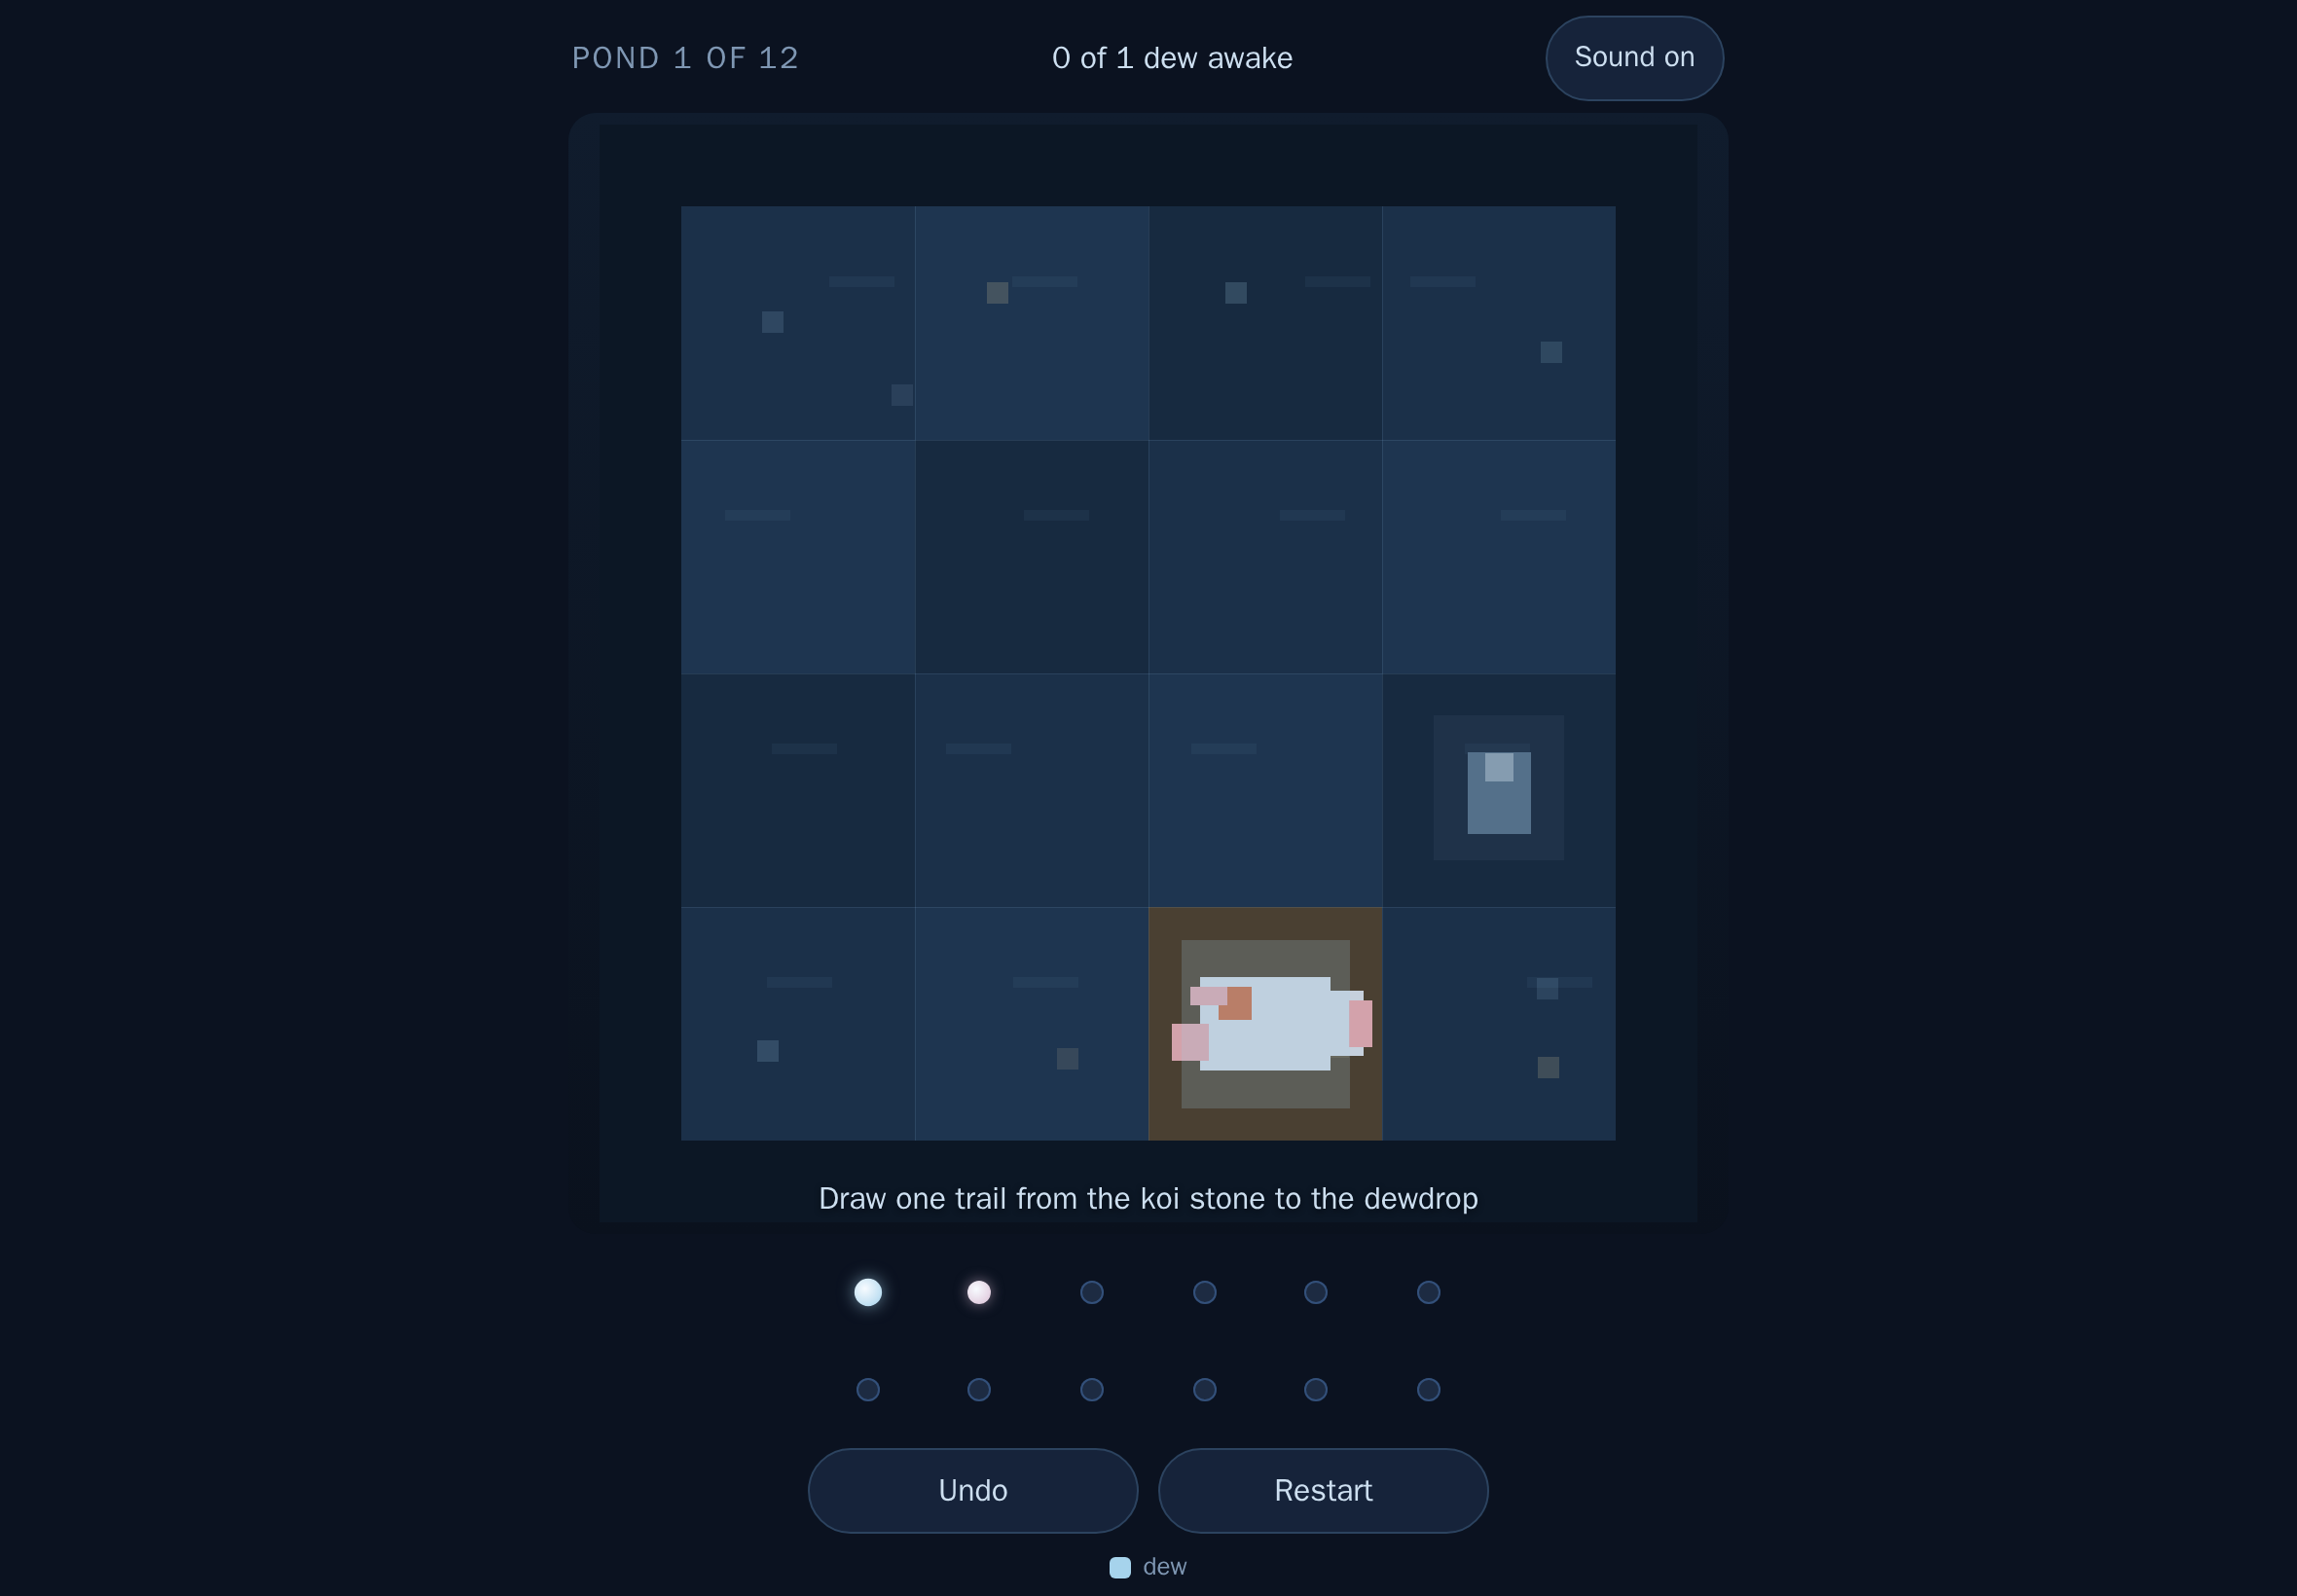 POND 1 OF 12
0 of 1 dew awake
Sound on
Draw one trail from the koi stone to the dewdrop
Undo
Restart
dew